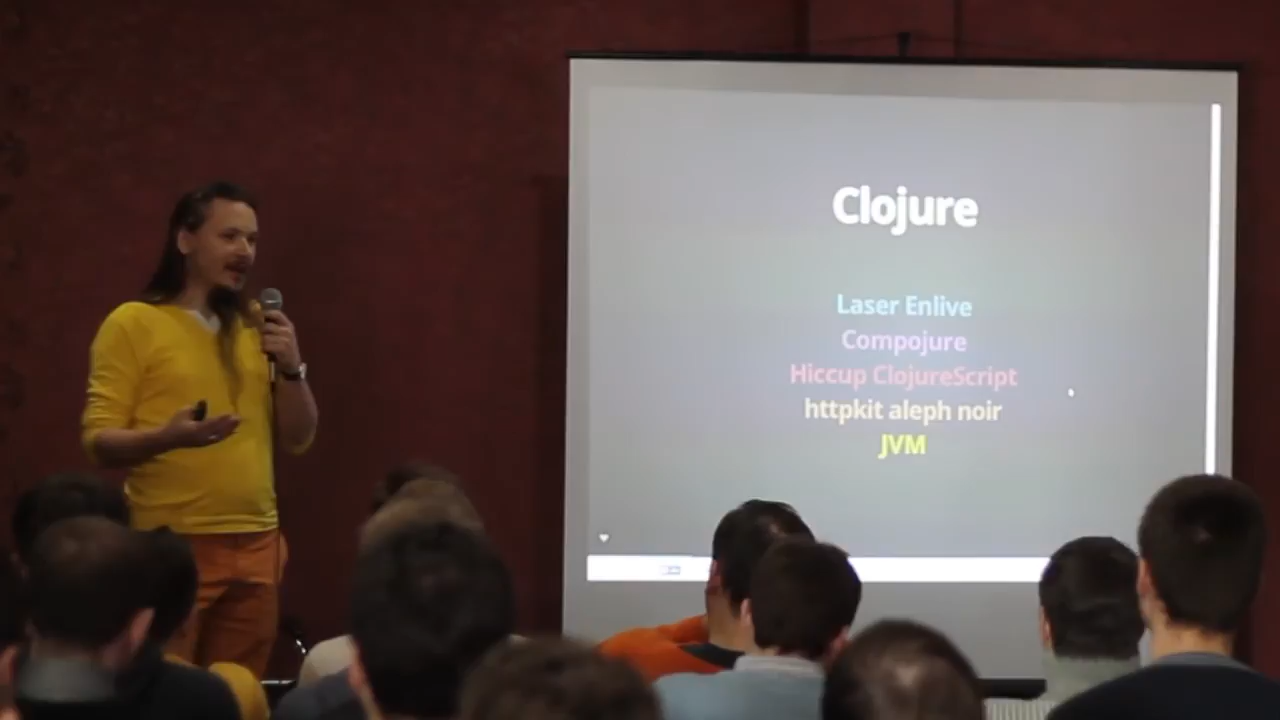 Clojure
Laser Enlive
Compojure
Hiccup ClojureScript
httpkit aleph noir
JVM